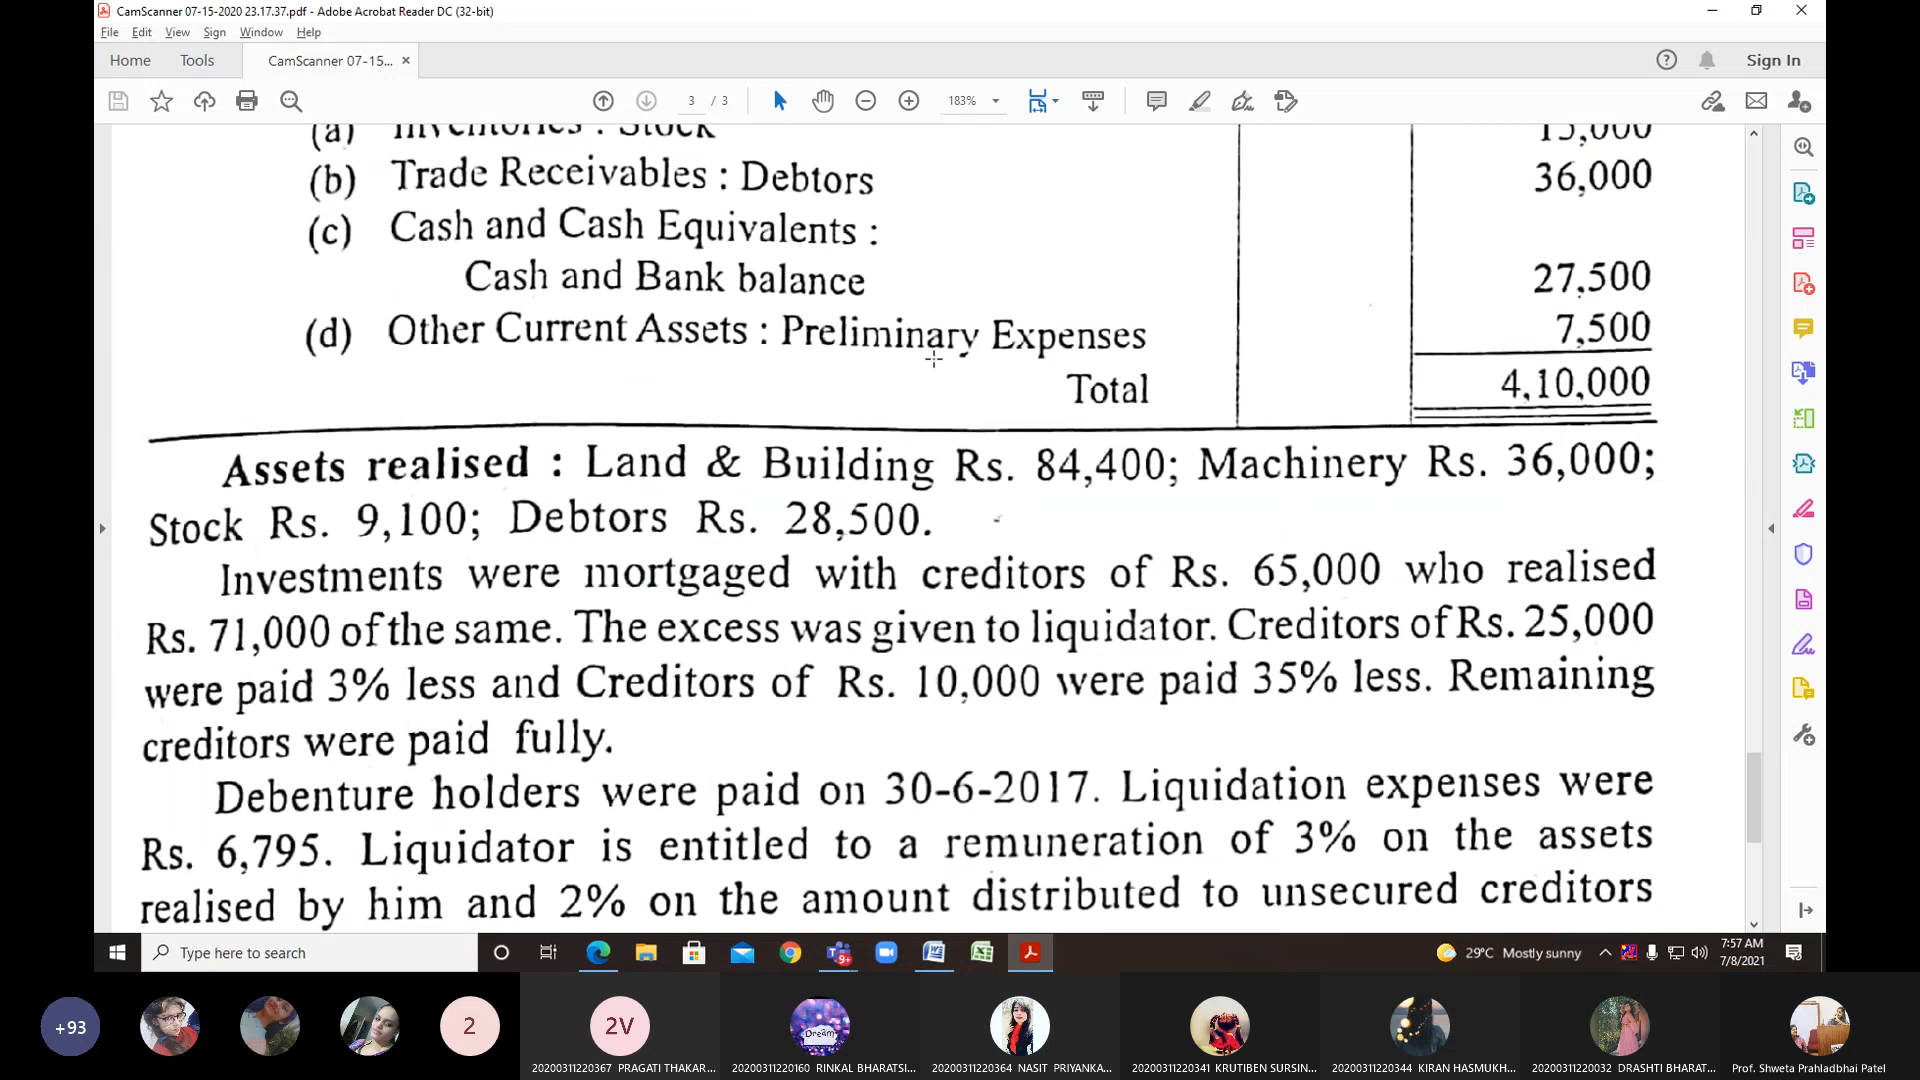 CamScanner 07-15-2020 23.17.37.pdf - Adobe Acrobat Reader DC (32-bit)
File Edit View Sign Window Help
Home Tools CamScanner 07-15... × Sign In
3 / 3 183%
(a) Inventories : Stock 15,000
(b) Trade Receivables : Debtors 36,000
(c) Cash and Cash Equivalents :
Cash and Bank balance 27,500
(d) Other Current Assets : Preliminary Expenses 7,500
Total 4,10,000
Assets realised : Land & Building Rs. 84,400; Machinery Rs. 36,000;
Stock Rs. 9,100; Debtors Rs. 28,500.
Investments were mortgaged with creditors of Rs. 65,000 who realised
Rs. 71,000 of the same. The excess was given to liquidator. Creditors of Rs. 25,000
were paid 3% less and Creditors of Rs. 10,000 were paid 35% less. Remaining
creditors were paid fully.
Debenture holders were paid on 30-6-2017. Liquidation expenses were
Rs. 6,795. Liquidator is entitled to a remuneration of 3% on the assets
realised by him and 2% on the amount distributed to unsecured creditors
Type here to search
9+
29°C Mostly sunny
7:57 AM
7/8/2021
+93
2
2V
Dream
20200311220367 PRAGATI THAKAR...
20200311220160 RINKAL BHARATSI...
20200311220364 NASIT PRIYANKA...
20200311220341 KRUTIBEN SURSIN...
20200311220344 KIRAN HASMUKH...
20200311220032 DRASHTI BHARAT...
Prof. Shweta Prahladbhai Patel